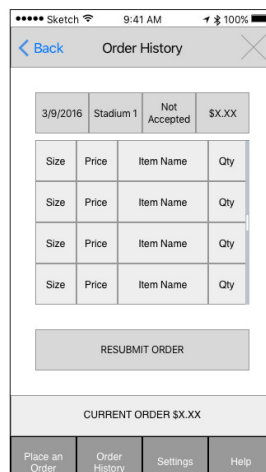 Sketch 9:41 AM 100%
Back Order History
3/9/2016 Stadium 1 Not Accepted $X.XX
Size Price Item Name Qty
Size Price Item Name Qty
Size Price Item Name Qty
Size Price Item Name Qty
RESUBMIT ORDER
CURRENT ORDER $X.XX
Place an Order Order History Settings Help